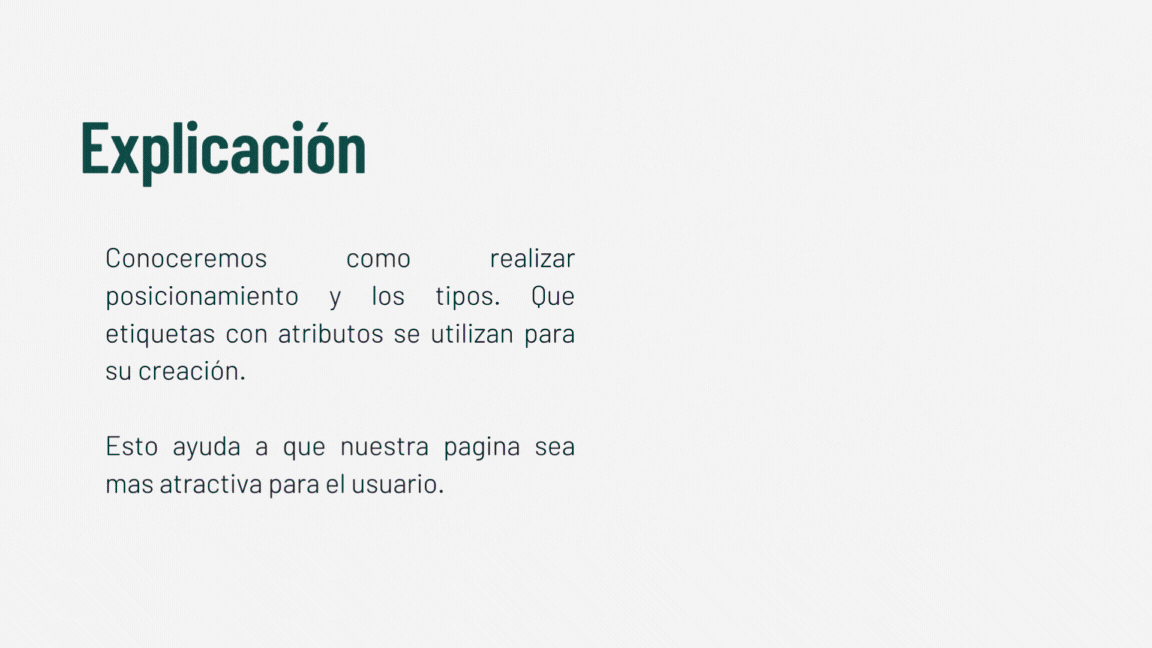 Explicación
Conoceremos como realizar
posicionamiento y los tipos. Que
etiquetas con atributos se utilizan para
su creación.
Esto ayuda a que nuestra pagina sea
mas atractiva para el usuario.